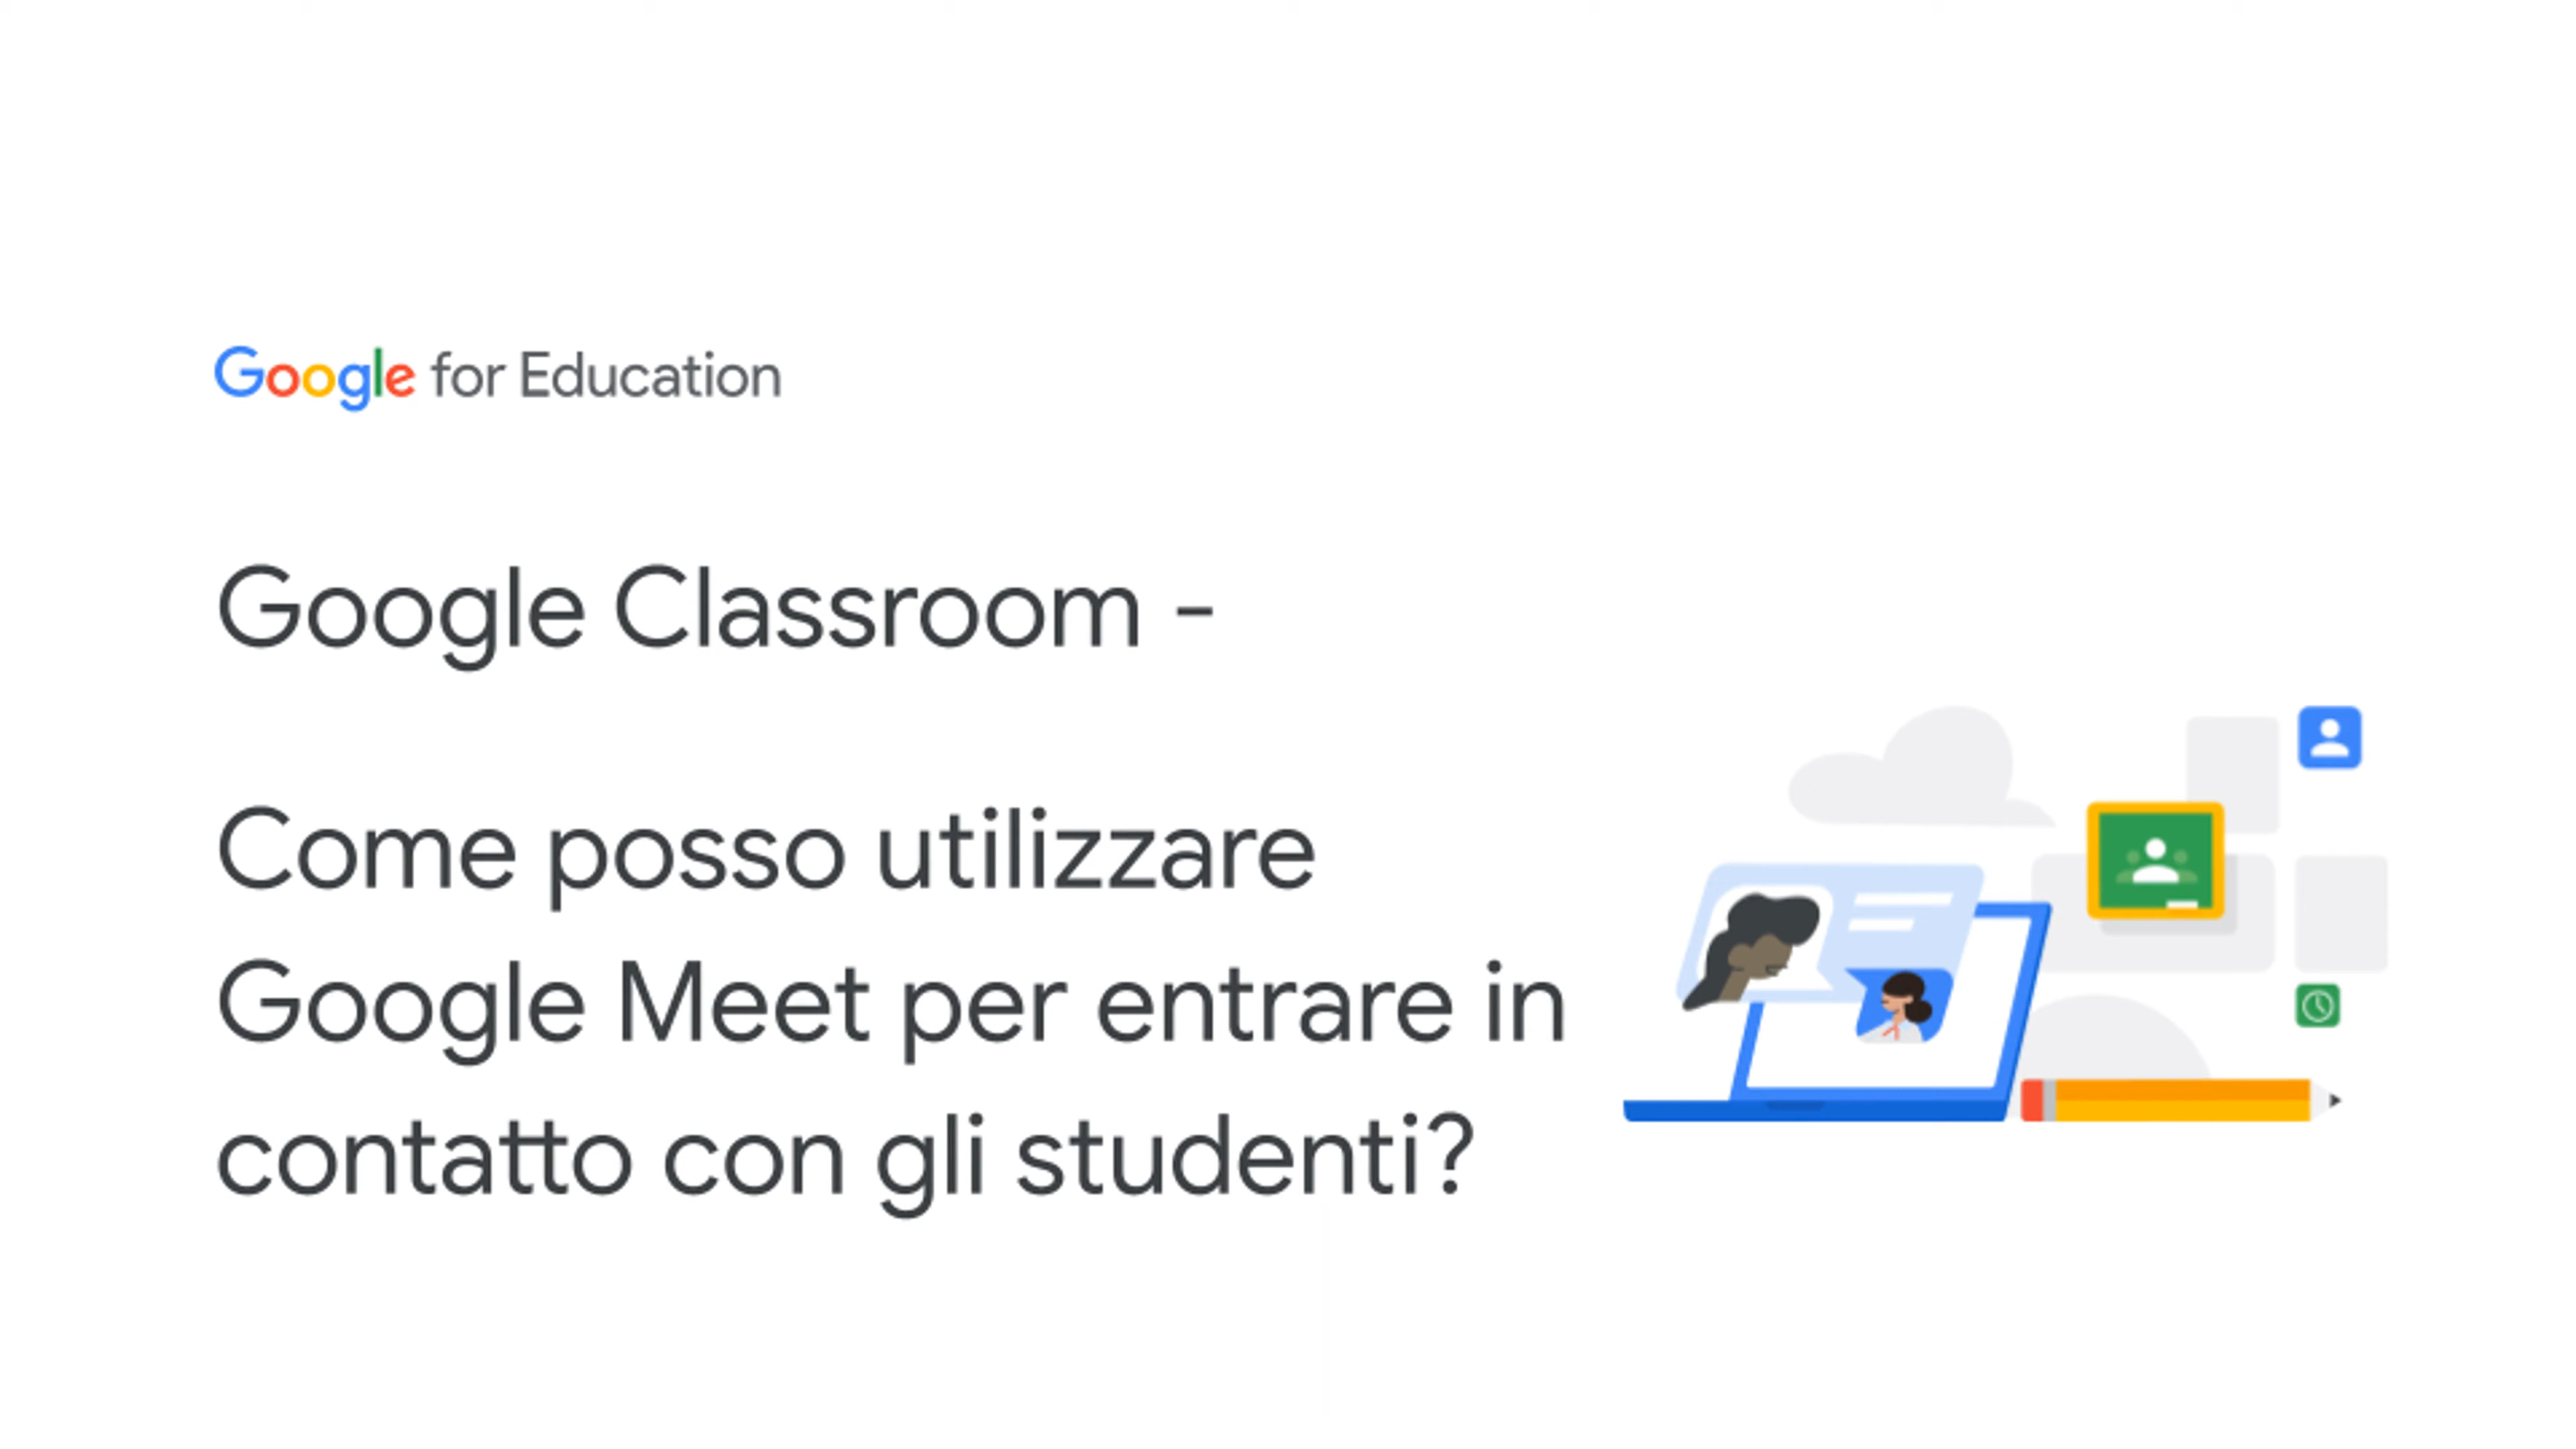 Google for Education
Google Classroom -
Come posso utilizzare
Google Meet per entrare in
contatto con gli studenti?